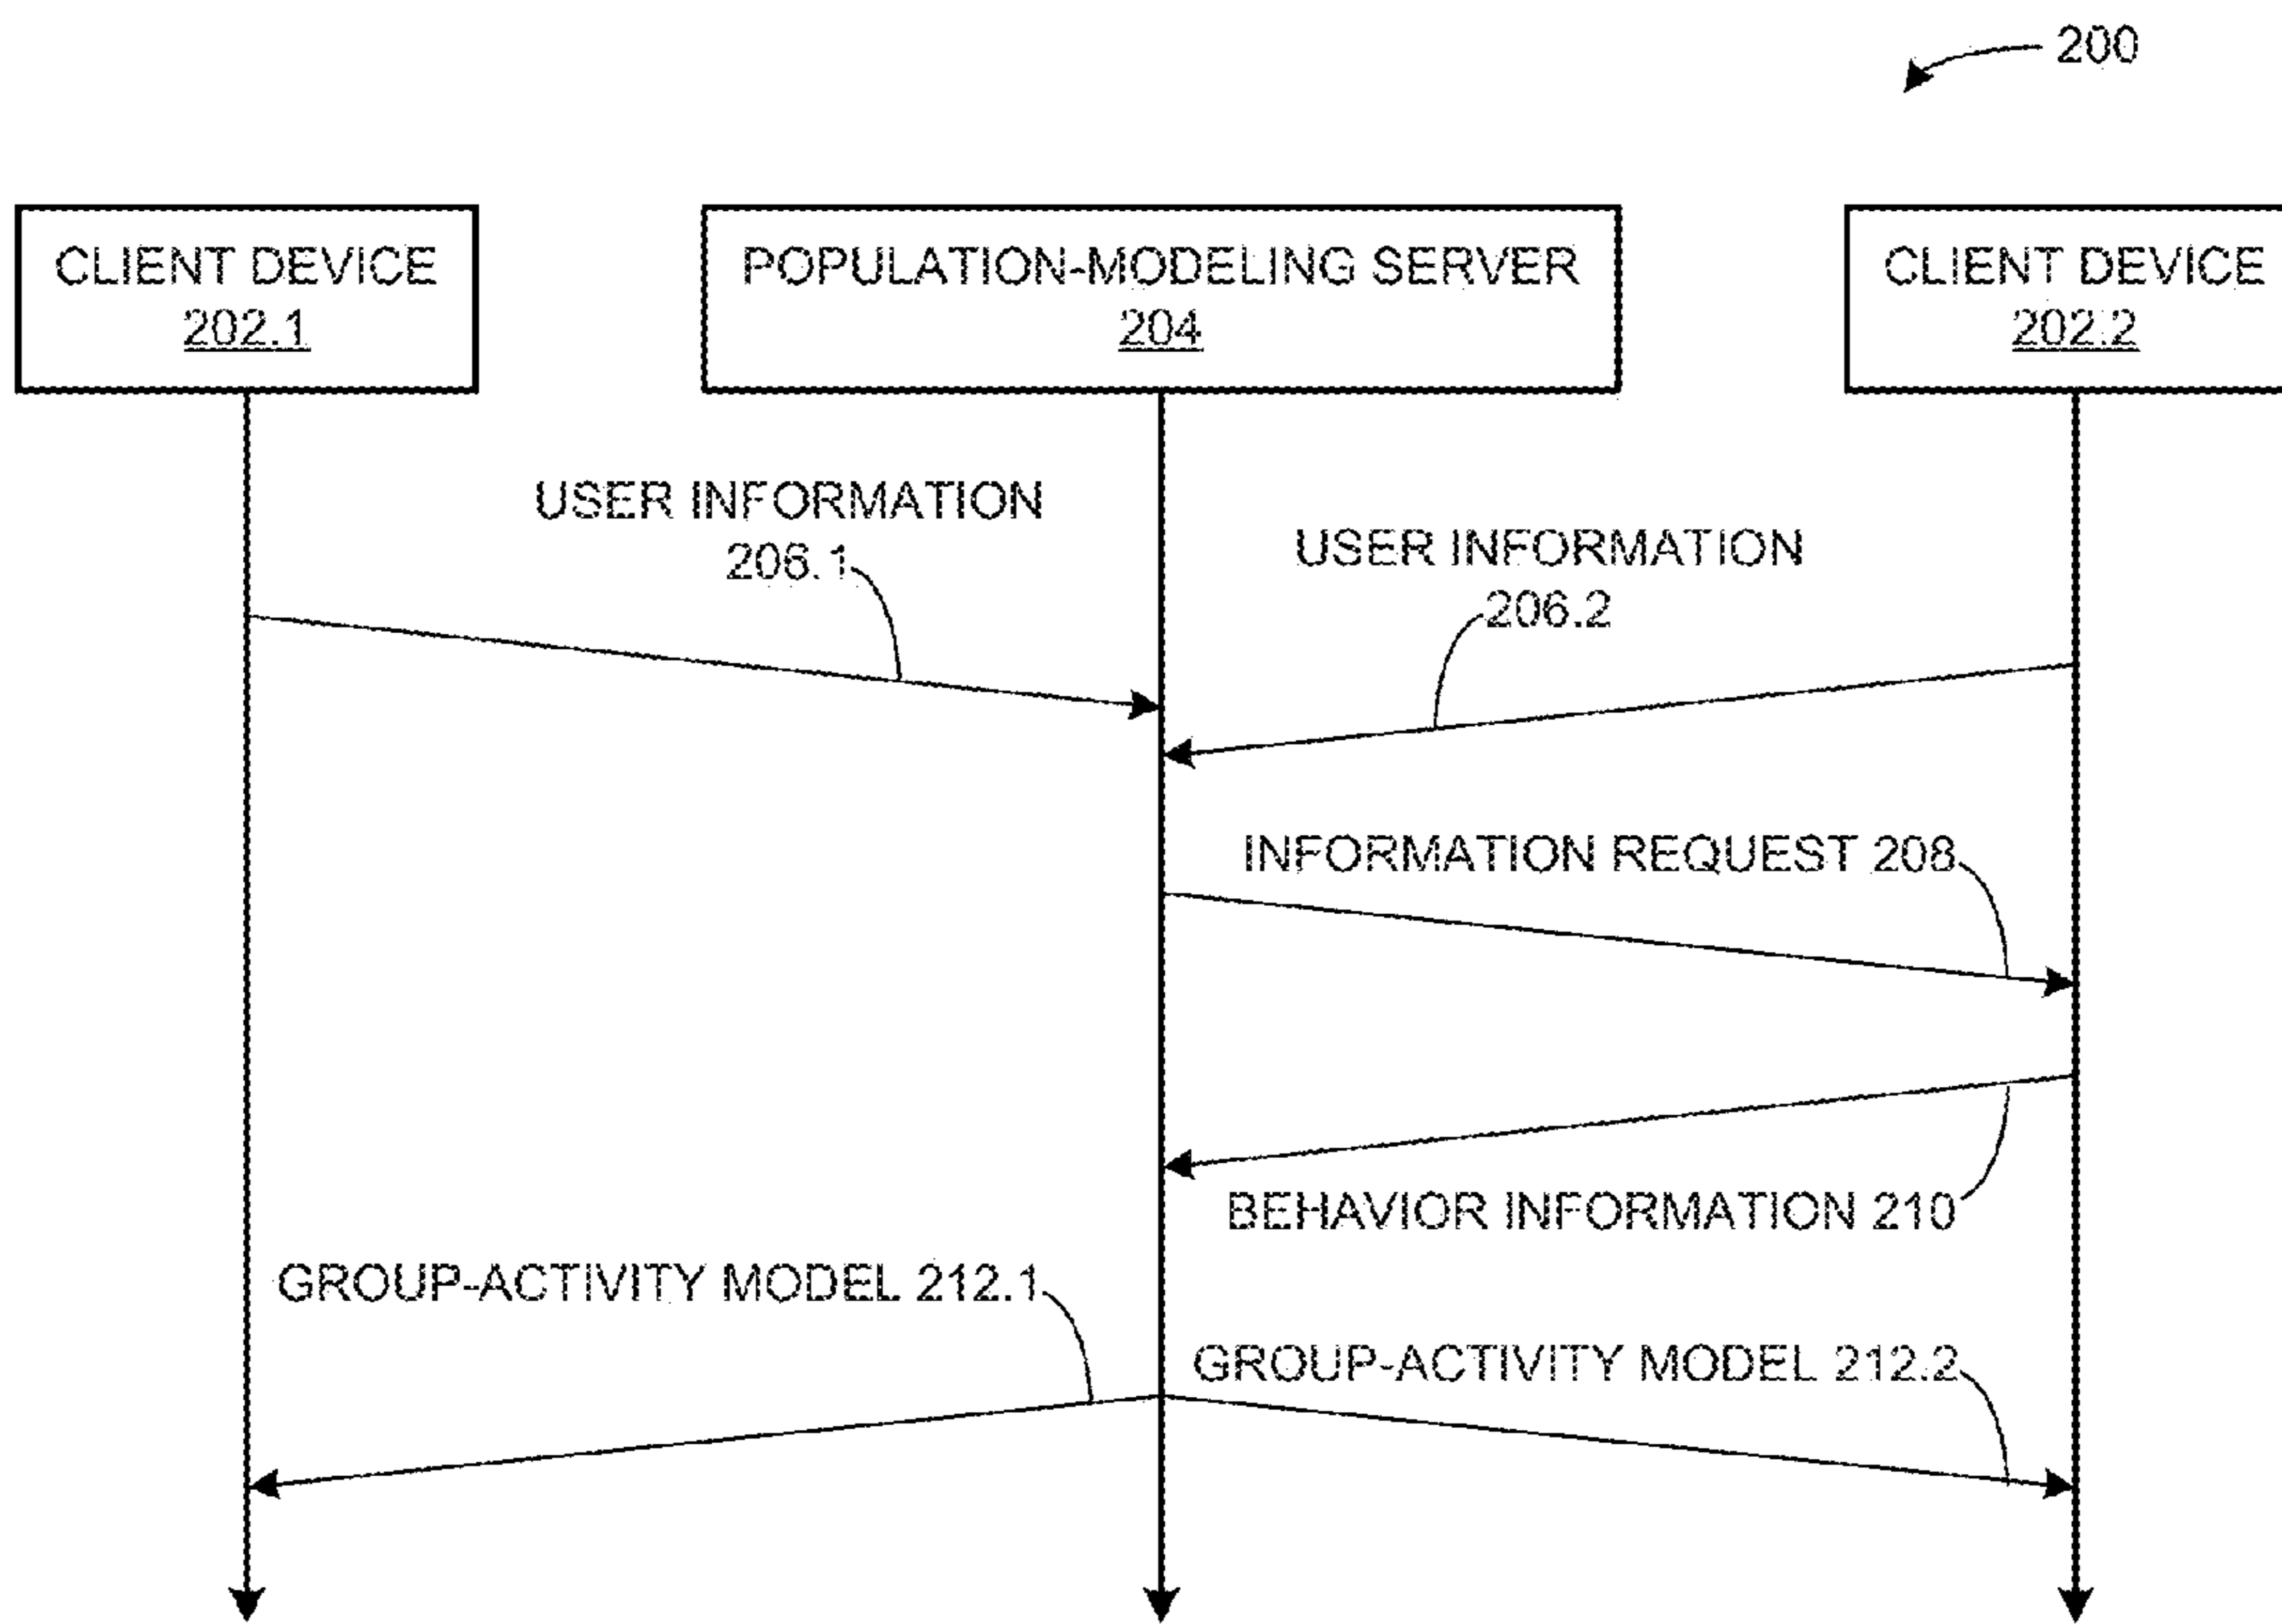 200
CLIENT DEVICE
202.1
POPULATION-MODELING SERVER
204
CLIENT DEVICE
202.2
USER INFORMATION
206.1
USER INFORMATION
206.2
INFORMATION REQUEST 208
BEHAVIOR INFORMATION 210
GROUP-ACTIVITY MODEL 212.1
GROUP-ACTIVITY MODEL 212.2